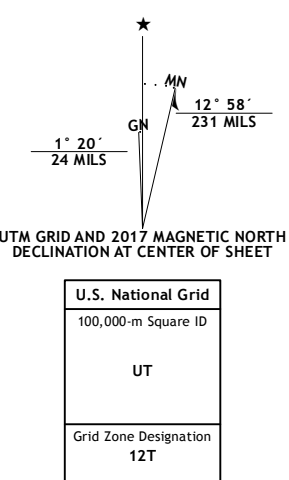 ★
MN
GN
1° 20´
24 MILS
12° 58´
231 MILS
UTM GRID AND 2017 MAGNETIC NORTH
DECLINATION AT CENTER OF SHEET
U.S. National Grid
100,000-m Square ID
UT
Grid Zone Designation
12T